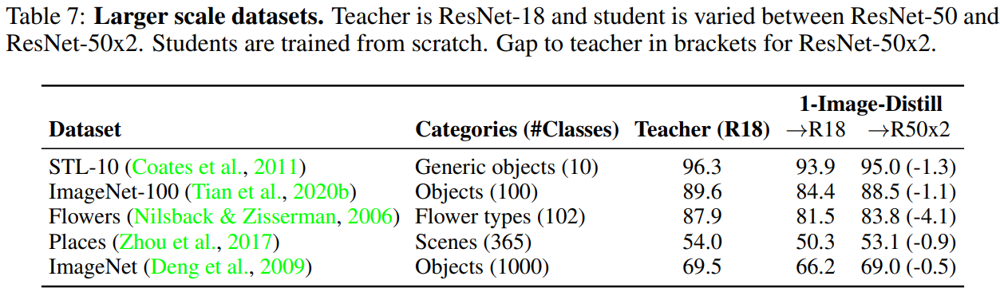 Table 7: Larger scale datasets. Teacher is ResNet-18 and student is varied between ResNet-50 and
ResNet-50x2. Students are trained from scratch. Gap to teacher in brackets for ResNet-50x2.
1-Image-Distill
Dataset Categories (#Classes) Teacher (R18) →R18 →R50x2
STL-10 (Coates et al., 2011) Generic objects (10) 96.3 93.9 95.0 (-1.3)
ImageNet-100 (Tian et al., 2020b) Objects (100) 89.6 84.4 88.5 (-1.1)
Flowers (Nilsback & Zisserman, 2006) Flower types (102) 87.9 81.5 83.8 (-4.1)
Places (Zhou et al., 2017) Scenes (365) 54.0 50.3 53.1 (-0.9)
ImageNet (Deng et al., 2009) Objects (1000) 69.5 66.2 69.0 (-0.5)